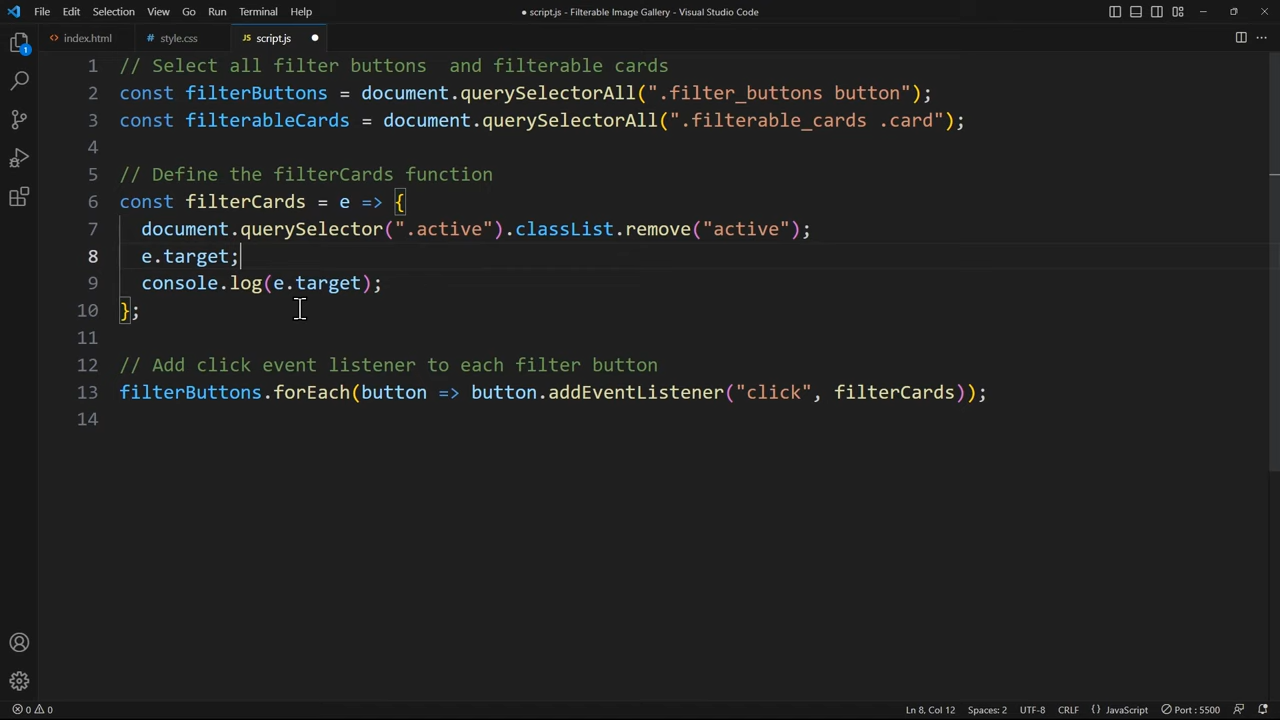 File Edit Selection View Go Run Terminal Help
● script.js - Filterable Image Gallery - Visual Studio Code
index.html style.css JS script.js ●
1 // Select all filter buttons  and filterable cards
2 const filterButtons = document.querySelectorAll(".filter_buttons button");
3 const filterableCards = document.querySelectorAll(".filterable_cards .card");
4
5 // Define the filterCards function
6 const filterCards = e => {
7   document.querySelector(".active").classList.remove("active");
8   e.target;
9   console.log(e.target);
10 };
11
12 // Add click event listener to each filter button
13 filterButtons.forEach(button => button.addEventListener("click", filterCards));
14
1
0 0 Ln 8, Col 12 Spaces: 2 UTF-8 CRLF {} JavaScript Port : 5500